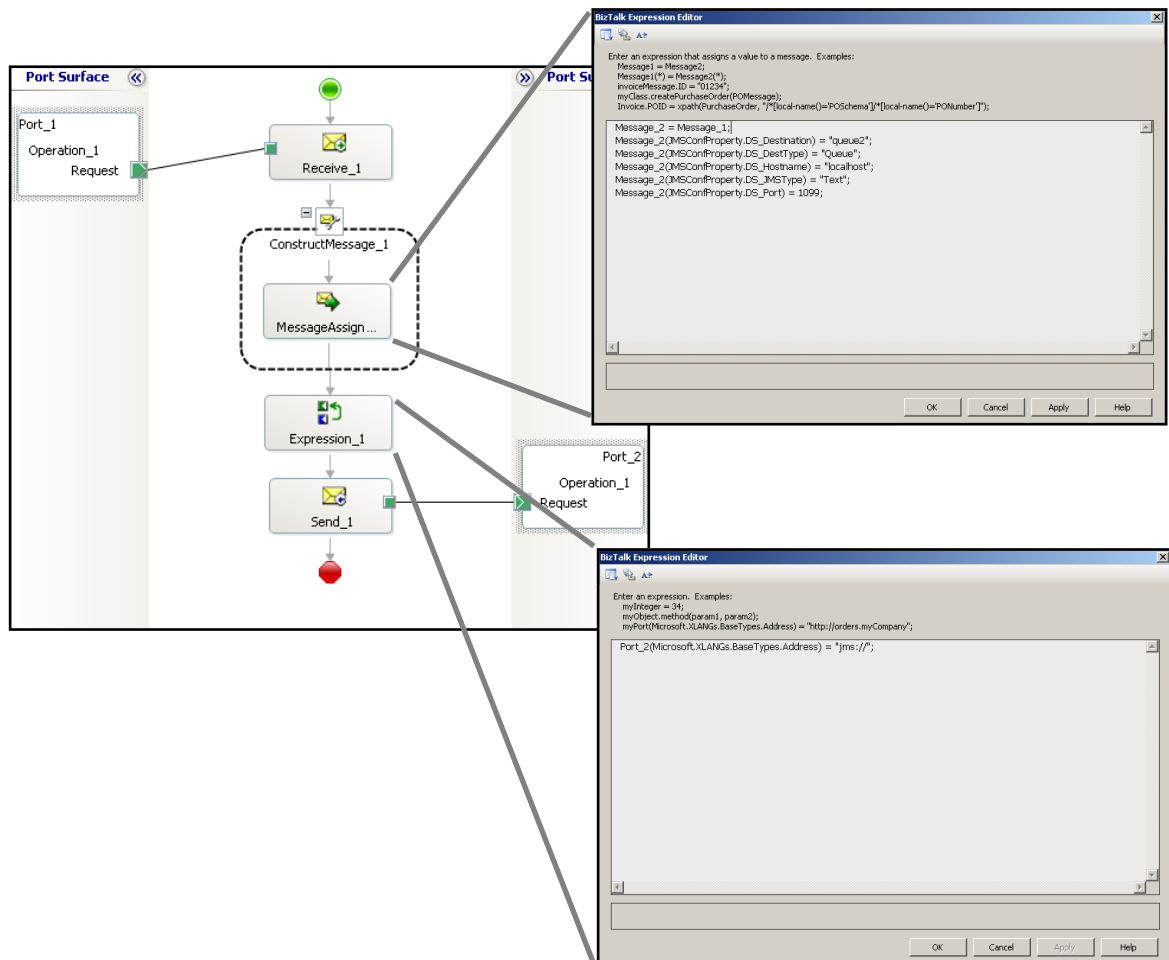 Port Surface
Port_1
Operation_1
Request
Receive_1
ConstructMessage_1
MessageAssign...
Expression_1
Send_1
Port Su
Port_2
Operation_1
Request
BizTalk Expression Editor
Enter an expression that assigns a value to a message. Examples:
Message1 = Message2;
Message1(*) = Message2(*);
invoiceMessage.ID = "01234";
myClass.createPurchaseOrder(POMessage);
Invoice.POID = xpath(PurchaseOrder, "/*[local-name()='POSchema']/*[local-name()='PONumber']");
Message_2 = Message_1;
Message_2(JMSConfProperty.DS_Destination) = "queue2";
Message_2(JMSConfProperty.DS_DestType) = "Queue";
Message_2(JMSConfProperty.DS_Hostname) = "localhost";
Message_2(JMSConfProperty.DS_JMSType) = "Text";
Message_2(JMSConfProperty.DS_Port) = 1099;
OK Cancel Apply Help
BizTalk Expression Editor
Enter an expression. Examples:
myInteger = 34;
myObject.method(param1, param2);
myPort(Microsoft.XLANGs.BaseTypes.Address) = "http://orders.myCompany";
Port_2(Microsoft.XLANGs.BaseTypes.Address) = "jms://";
OK Cancel Apply Help